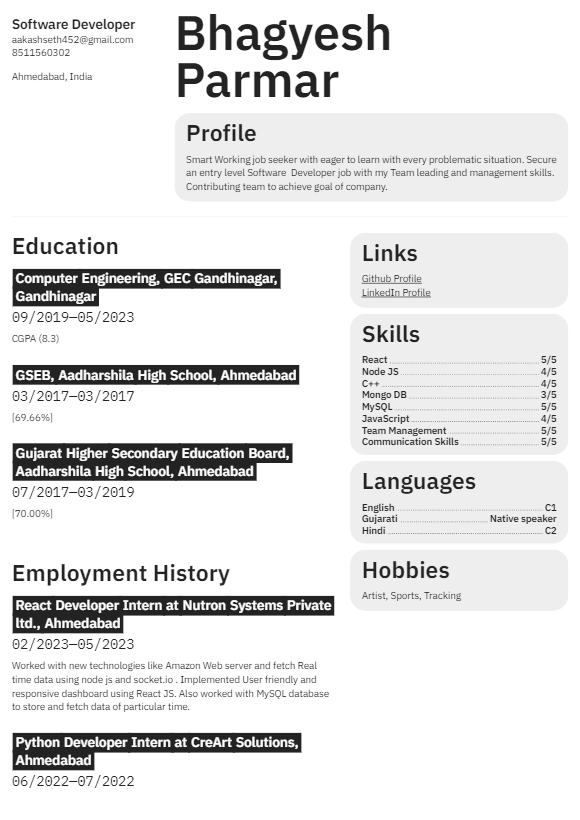 Software Developer
aakashseth452@gmail.com
8511560302
Ahmedabad, India
Bhagyesh
Parmar
Profile
Smart Working job seeker with eager to learn with every problematic situation. Secure
an entry level Software  Developer job with my Team leading and management skills.
Contributing team to achieve goal of company.
Education
Computer Engineering, GEC Gandhinagar,
Gandhinagar
09/2019—05/2023
CGPA (8.3)
GSEB, Aadharshila High School, Ahmedabad
03/2017—03/2017
[69.66%]
Gujarat Higher Secondary Education Board,
Aadharshila High School, Ahmedabad
07/2017—03/2019
[70.00%]
Employment History
React Developer Intern at Nutron Systems Private
ltd., Ahmedabad
02/2023—05/2023
Worked with new technologies like Amazon Web server and fetch Real
time data using node js and socket.io . Implemented User friendly and
responsive dashboard using React JS. Also worked with MySQL database
to store and fetch data of particular time.
Python Developer Intern at CreArt Solutions,
Ahmedabad
06/2022—07/2022
Links
Github Profile
LinkedIn Profile
Skills
React 5/5
Node JS 4/5
C++ 4/5
Mongo DB 3/5
MySQL 5/5
JavaScript 4/5
Team Management 5/5
Communication Skills 5/5
Languages
English C1
Gujarati Native speaker
Hindi C2
Hobbies
Artist, Sports, Tracking